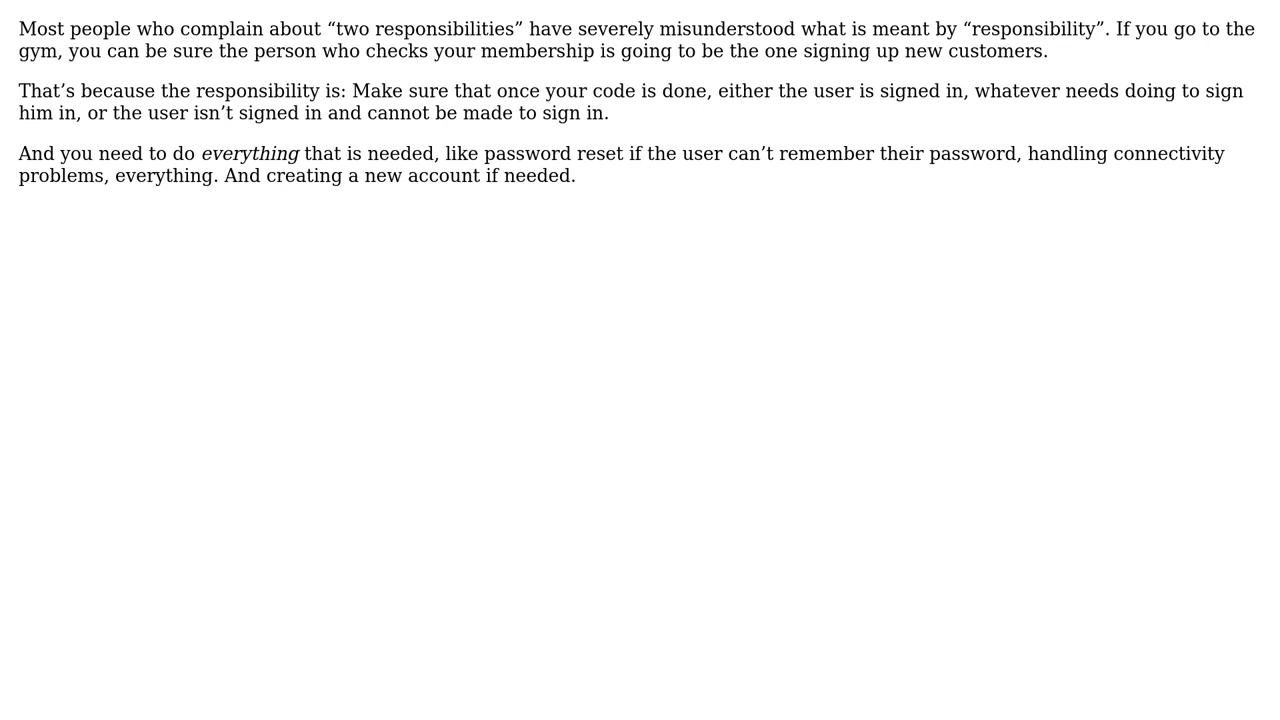 Most people who complain about “two responsibilities” have severely misunderstood what is meant by “responsibility”. If you go to the
gym, you can be sure the person who checks your membership is going to be the one signing up new customers.
That’s because the responsibility is: Make sure that once your code is done, either the user is signed in, whatever needs doing to sign
him in, or the user isn’t signed in and cannot be made to sign in.
And you need to do everything that is needed, like password reset if the user can’t remember their password, handling connectivity
problems, everything. And creating a new account if needed.